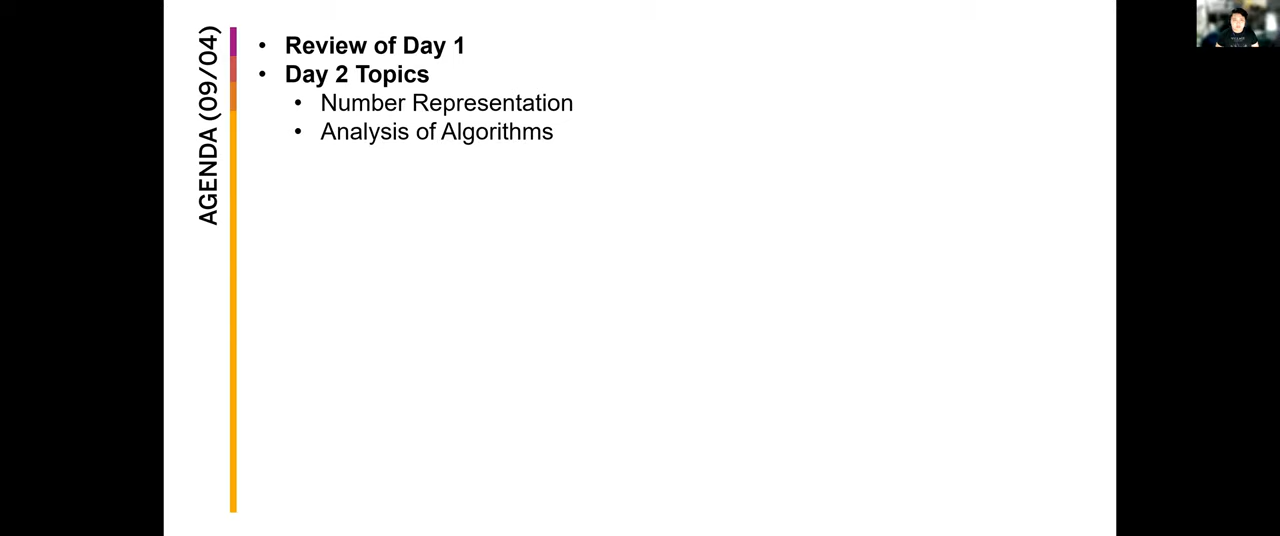 AGENDA (09/04)
• Review of Day 1
• Day 2 Topics
• Number Representation
• Analysis of Algorithms